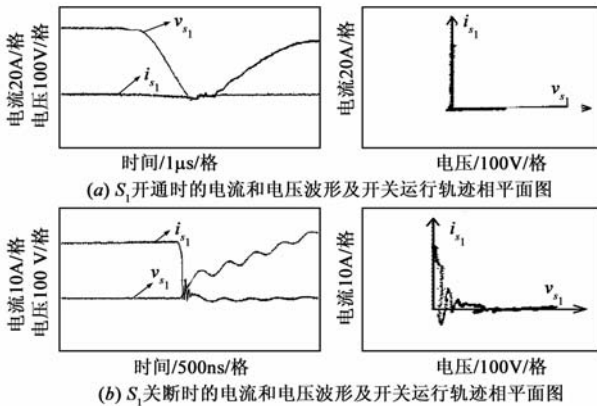 v_{s_1}
i_{s_1}
电流20A/格
电压100V/格
时间/1μs/格
i_{s_1}
v_{s_1}
电流20A/格
电压/100V/格
(a) S_1开通时的电流和电压波形及开关运行轨迹相平面图
i_{s_1}
v_{s_1}
电流10A/格
电压100 V/格
时间/500ns/格
i_{s_1}
v_{s_1}
电流10A/格
电压/100V/格
(b) S_1关断时的电流和电压波形及开关运行轨迹相平面图